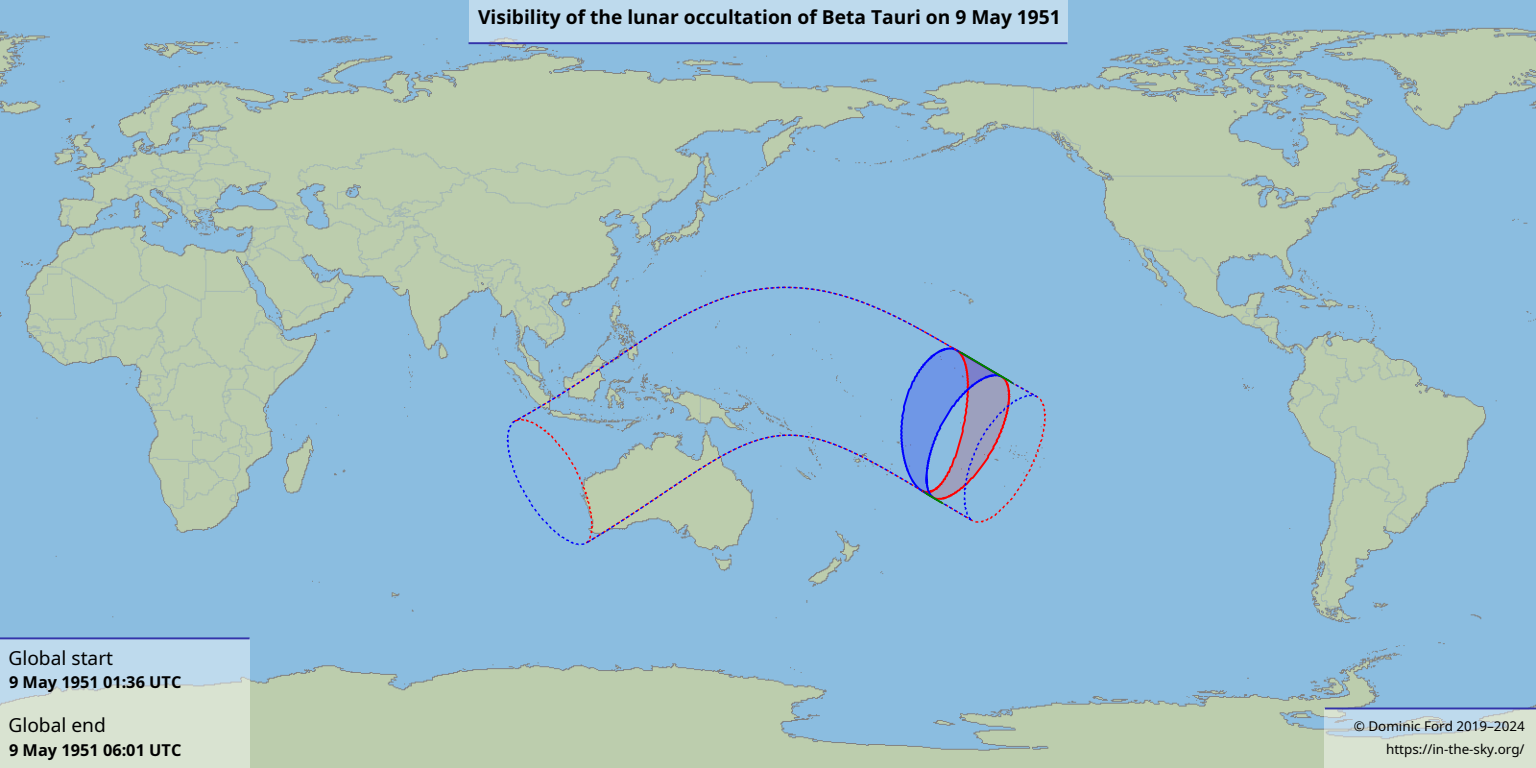 Visibility of the lunar occultation of Beta Tauri on 9 May 1951
Global start
9 May 1951 01:36 UTC
Global end
9 May 1951 06:01 UTC
© Dominic Ford 2019–2024
https://in-the-sky.org/